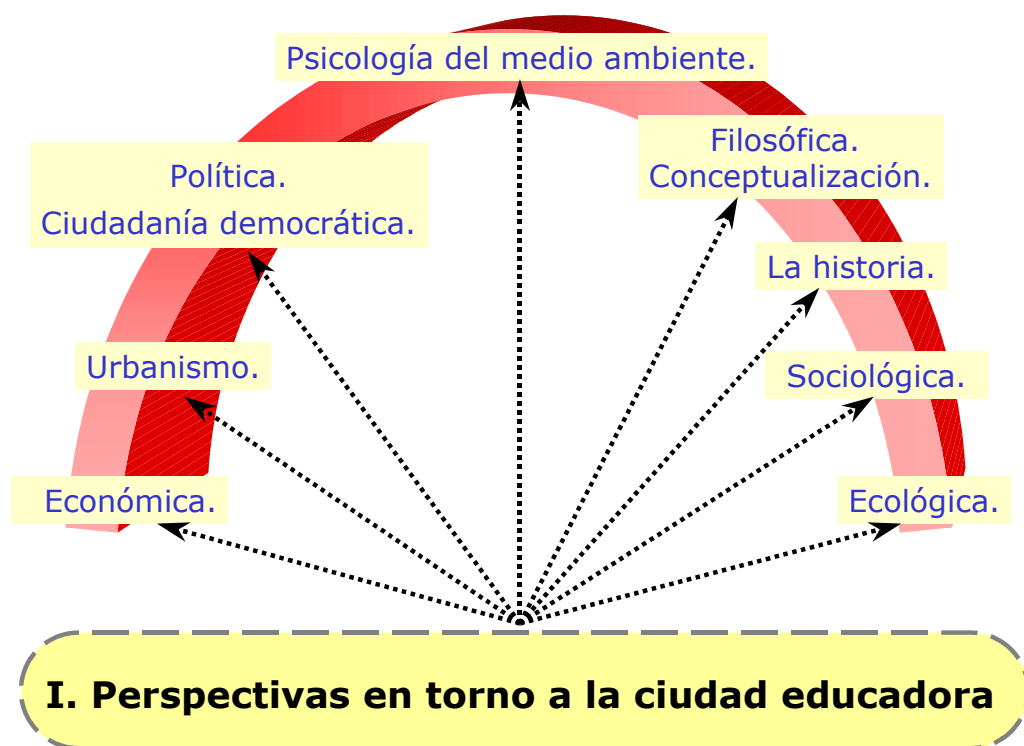 Psicología del medio ambiente.
Política.
Ciudadanía democrática.
Filosófica.
Conceptualización.
La historia.
Urbanismo.
Sociológica.
Económica.
Ecológica.
I. Perspectivas en torno a la ciudad educadora